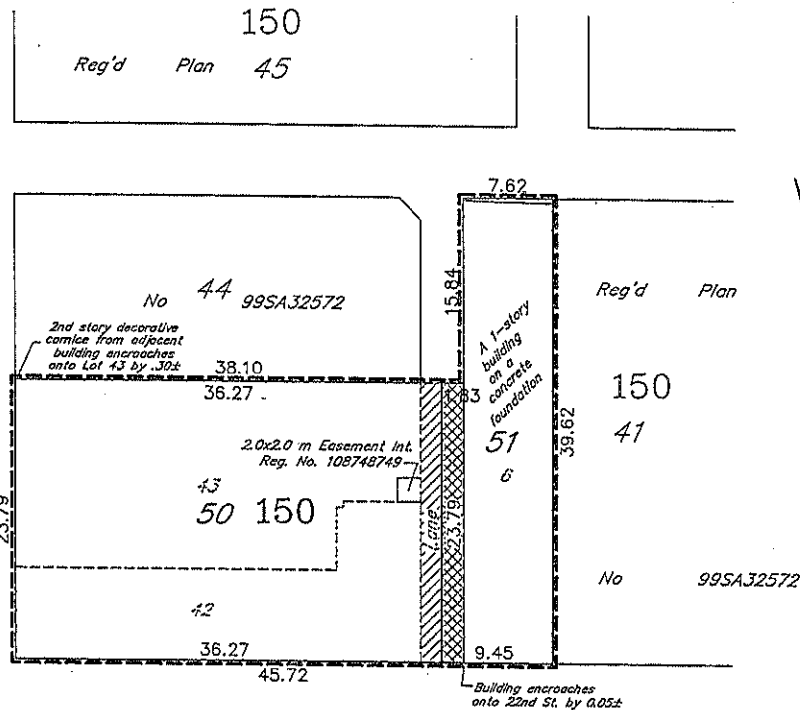 150
Reg'd Plan 45
7.62
No 44 99SA32572
15.84
Reg'd Plan
2nd story decorative
cornice from adjacent
building encroaches
onto Lot 43 by .30±
A 1-story
building
on a
concrete
foundation
38.10
36.27
1.83
150
41
51
6
39.62
2.0x2.0 m Easement Int.
Reg. No. 108748749
43
50 150
23.79
Lane
23.79
No 99SA32572
42
36.27
9.45
45.72
Building encroaches
onto 22nd St. by 0.05±